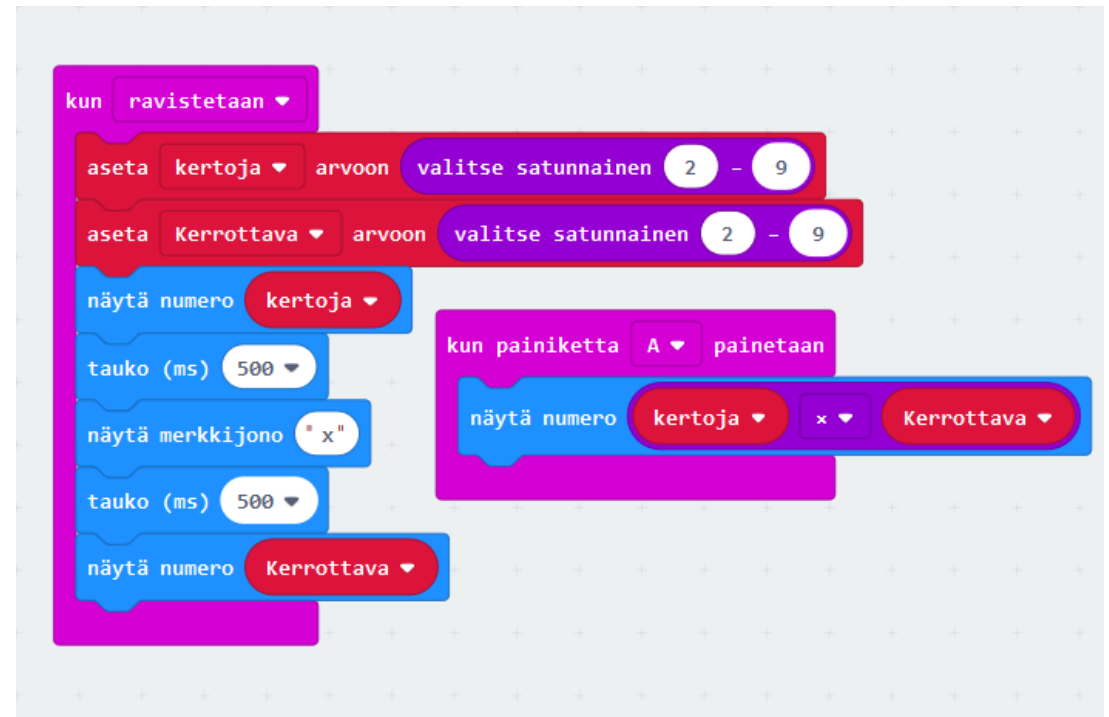 kun ravistetaan
aseta kertoja arvoon valitse satunnainen 2 - 9
aseta Kerrottava arvoon valitse satunnainen 2 - 9
näytä numero kertoja
tauko (ms) 500
näytä merkkijono "x"
tauko (ms) 500
näytä numero Kerrottava
kun painiketta A painetaan
näytä numero kertoja × Kerrottava